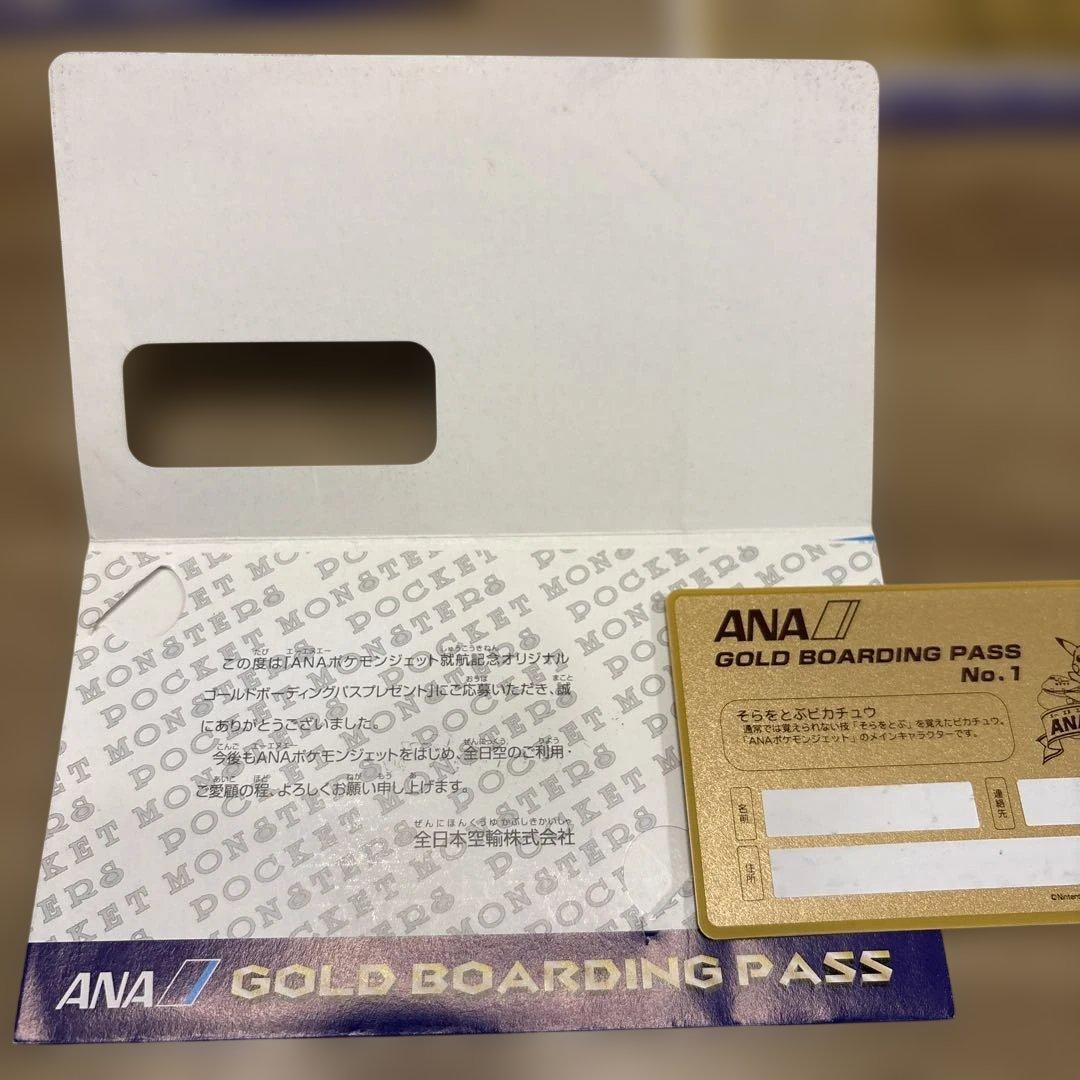 POCKET MONSTERS POCKET MONSTERS POCKET MONSTERS
この度は「ANAポケモンジェット就航記念オリジナル
ゴールドボーディングパスプレゼント」にご応募いただき、誠
にありがとうございました。
今後もANAポケモンジェットをはじめ、全日空のご利用・
ご愛顧の程、よろしくお願い申し上げます。
全日本空輸株式会社
ANA GOLD BOARDING PASS
ANA
GOLD BOARDING PASS
No.1
そらをとぶピカチュウ
通常では覚えられない技「そらをとぶ」を覚えたピカチュウ。
「ANAポケモンジェット」のメインキャラクターです。
名前
連絡先
住所